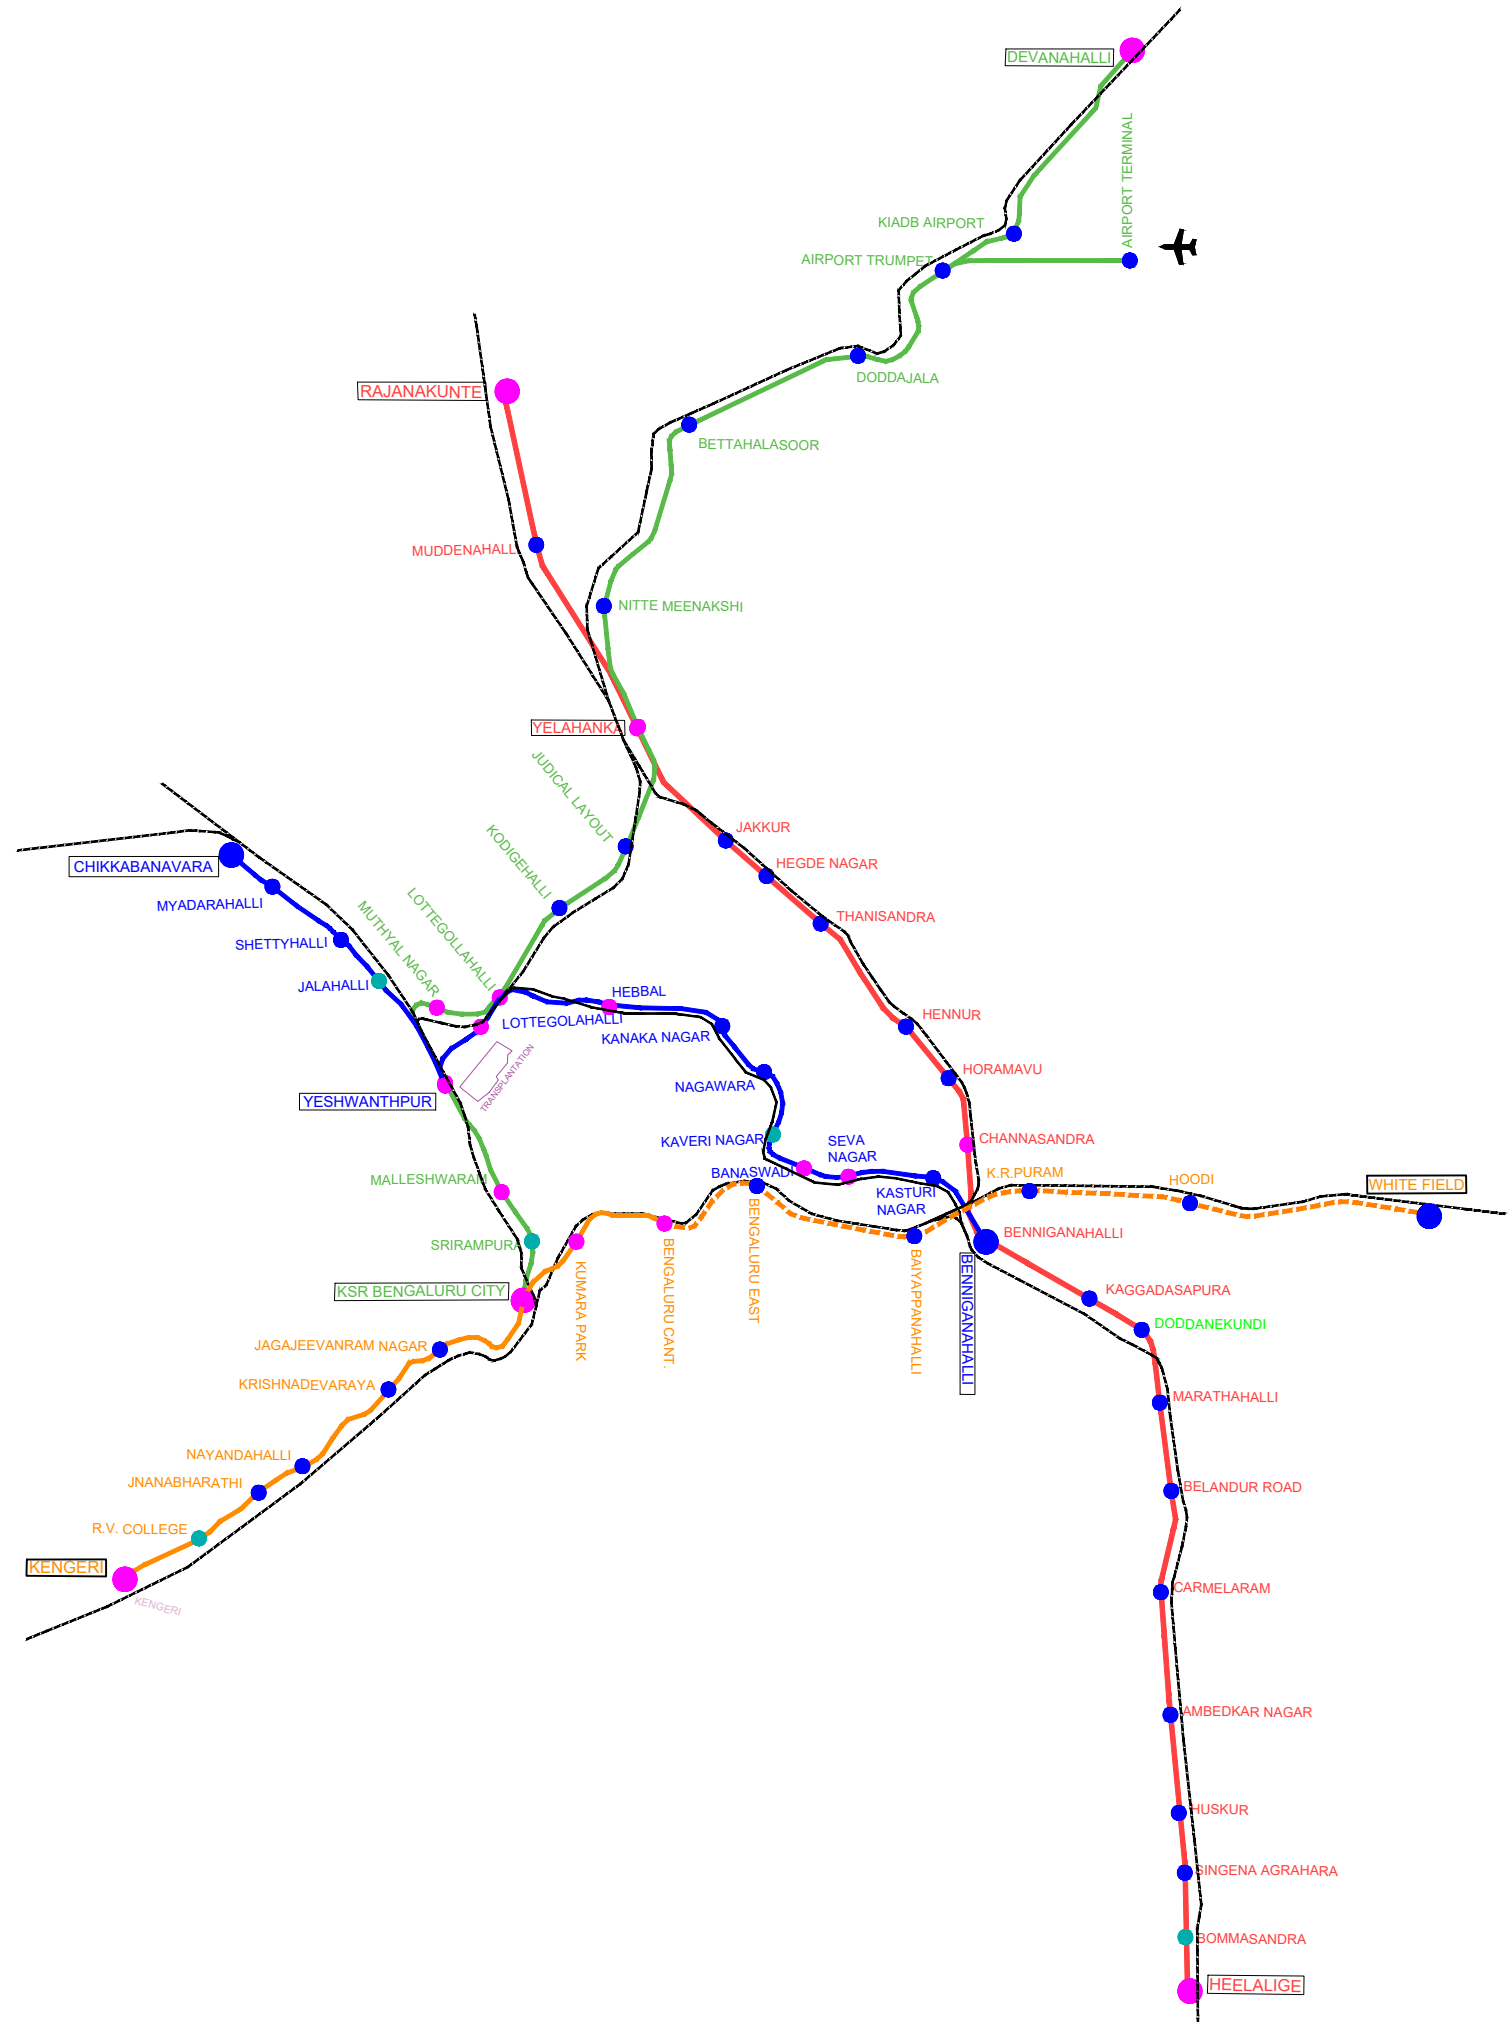 DEVANAHALLI
AIRPORT TERMINAL
KIADB AIRPORT
AIRPORT TRUMPET
DODDAJALA
RAJANAKUNTE
BETTAHALASOOR
MUDDENAHALLI
NITTE MEENAKSHI
YELAHANKA
JUDICAL LAYOUT
JAKKUR
KODIGEHALLI
HEGDE NAGAR
CHIKKABANAVARA
MYADARAHALLI
LOTTEGOLLAHALLI
THANISANDRA
SHETTYHALLI
MUTHYAL NAGAR
JALAHALLI
HEBBAL
LOTTEGOLAHALLI
HENNUR
KANAKA NAGAR
TRANSPLANTATION
HORAMAVU
NAGAWARA
YESHWANTHPUR
KAVERI NAGAR
SEVA
NAGAR
CHANNASANDRA
BANASWADI
K.R.PURAM
MALLESHWARAM
HOODI
WHITE FIELD
KASTURI
NAGAR
BENNIGANAHALLI
SRIRAMPURA
BENGALURU EAST
BENGALURU CANT.
KUMARA PARK
BAIYAPPANAHALLI
BENNIGANAHALLI
KSR BENGALURU CITY
KAGGADASAPURA
DODDANEKUNDI
JAGAJEEVANRAM NAGAR
KRISHNADEVARAYA
MARATHAHALLI
NAYANDAHALLI
JNANABHARATHI
BELANDUR ROAD
R.V. COLLEGE
KENGERI
KENGERI
CARMELARAM
AMBEDKAR NAGAR
HUSKUR
SINGENA AGRAHARA
BOMMASANDRA
HEELALIGE